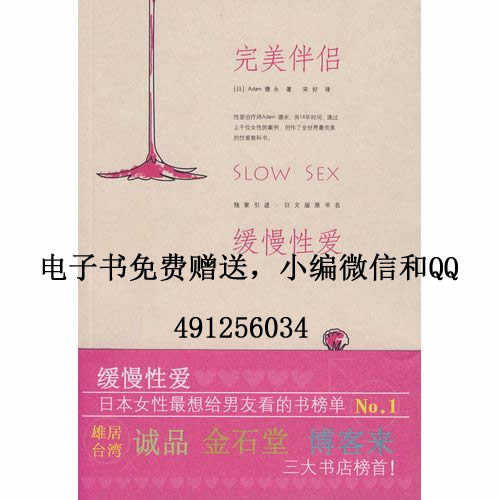 完美伴侣
[日] Adam 德永 著 宋好 译
性爱治疗师Adam 德永，用14年时间，通过
上千位女性的案例，创作了全世界最完美
的性爱教科书。
SLOW SEX
独家引进·日文版原书名
缓慢性爱
电子书免费赠送，小编微信和QQ
491256034
缓慢性爱
日本女性最想给男友看的书榜单 No.1
雄居
台湾
诚品 金石堂 博客来
三大书店榜首！